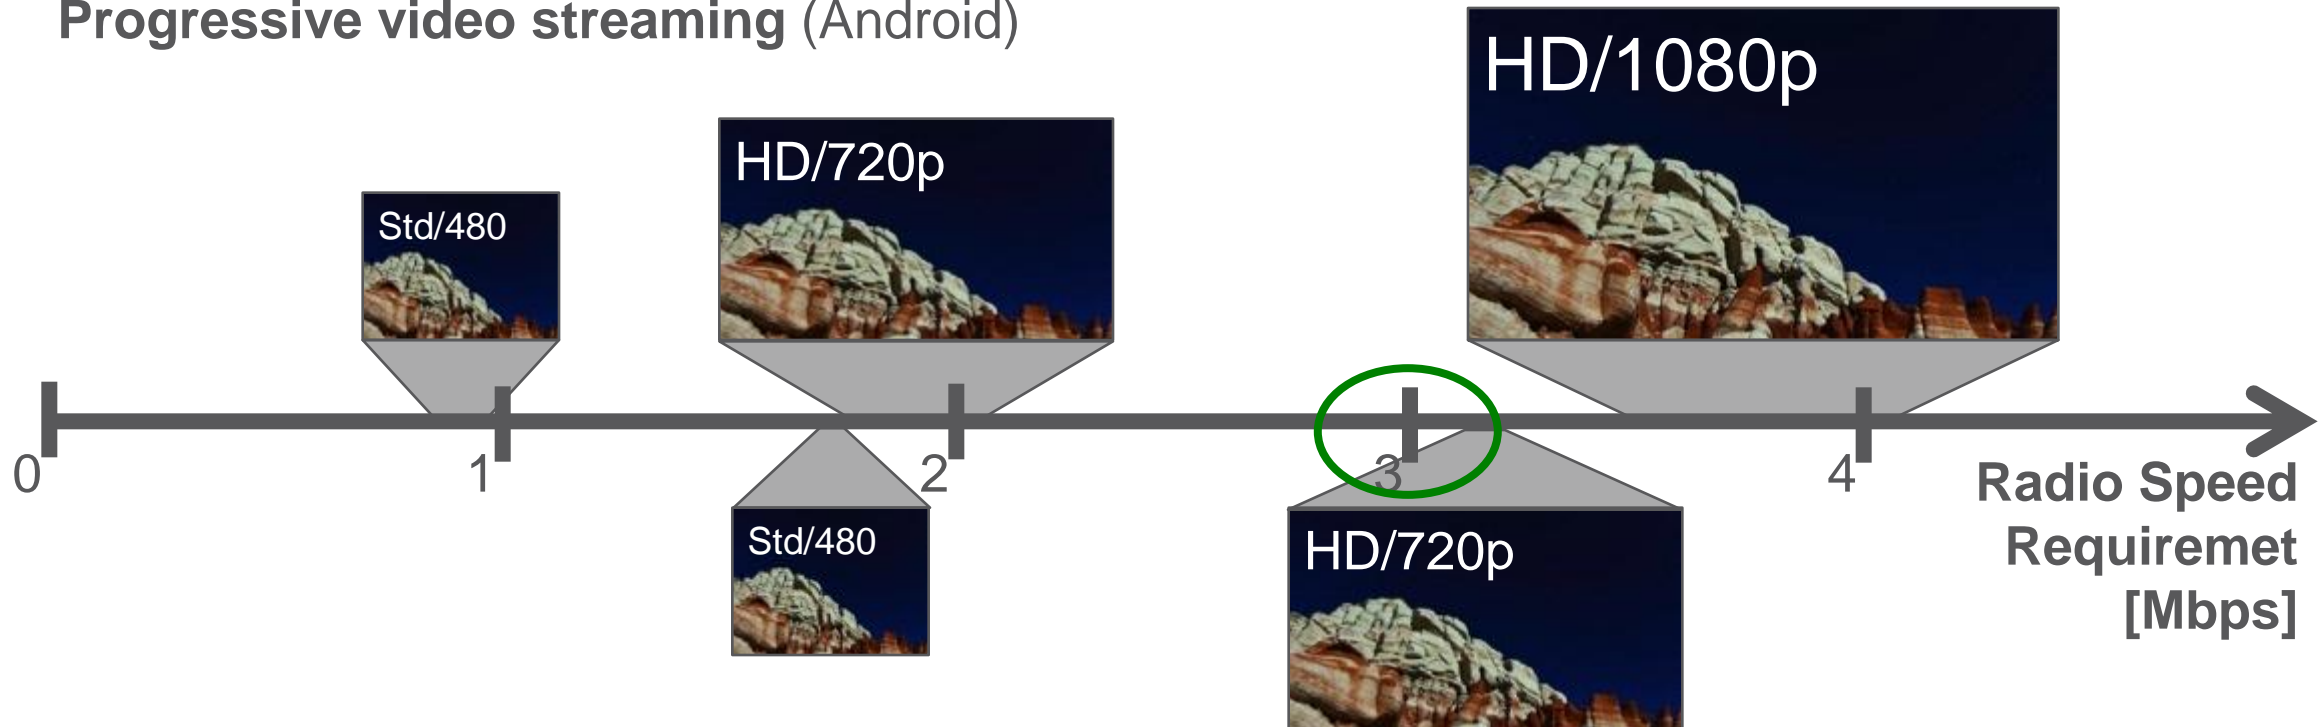 Progressive video streaming (Android)
HD/1080p
HD/720p
Std/480
0
1
2
3
4
Radio Speed
Requiremet
[Mbps]
Std/480
HD/720p